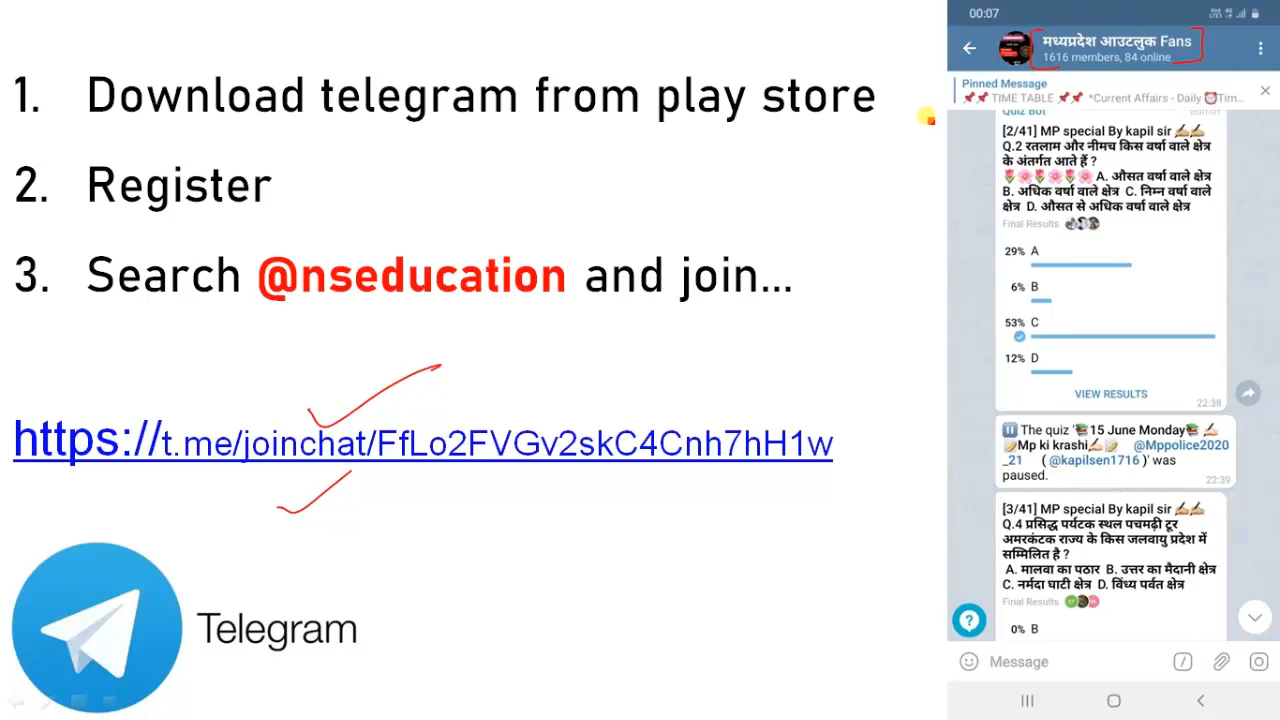 1. Download telegram from play store
2. Register
3. Search @nseducation and join...
https://t.me/joinchat/FfLo2FVGv2skC4Cnh7hH1w
Telegram
00:07
मध्यप्रदेश आउटलुक Fans
1616 members, 84 online
Pinned Message
TIME TABLE *Current Affairs - Daily Tim...
Quiz Bot admin
[2/41] MP special By kapil sir
Q.2 रतलाम और नीमच किस वर्षा वाले क्षेत्र
के अंतर्गत आते हैं ?
A. औसत वर्षा वाले क्षेत्र
B. अधिक वर्षा वाले क्षेत्र C. निम्न वर्षा वाले
क्षेत्र D. औसत से अधिक वर्षा वाले क्षेत्र
Final Results
29% A
6% B
53% C
12% D
VIEW RESULTS
22:38
The quiz '15 June Monday
Mp ki krashi @Mppolice2020
_21 ( @kapilsen1716 )' was
paused.
22:39
[3/41] MP special By kapil sir
Q.4 प्रसिद्ध पर्यटक स्थल पचमढ़ी टूर
अमरकंटक राज्य के किस जलवायु प्रदेश में
सम्मिलित है ?
A. मालवा का पठार B. उत्तर का मैदानी क्षेत्र
C. नर्मदा घाटी क्षेत्र D. विंध्य पर्वत क्षेत्र
Final Results
0% B
Message